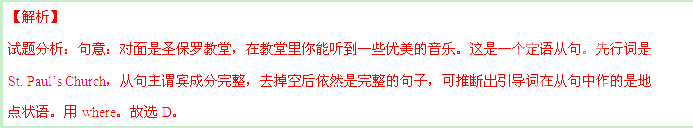 【解析】
试题分析：句意：对面是圣保罗教堂，在教堂里你能听到一些优美的音乐。这是一个定语从句。先行词是
St. Paul’s Church，从句主谓宾成分完整，去掉空后依然是完整的句子，可推断出引导词在从句中作的是地
点状语。用 where。故选 D。